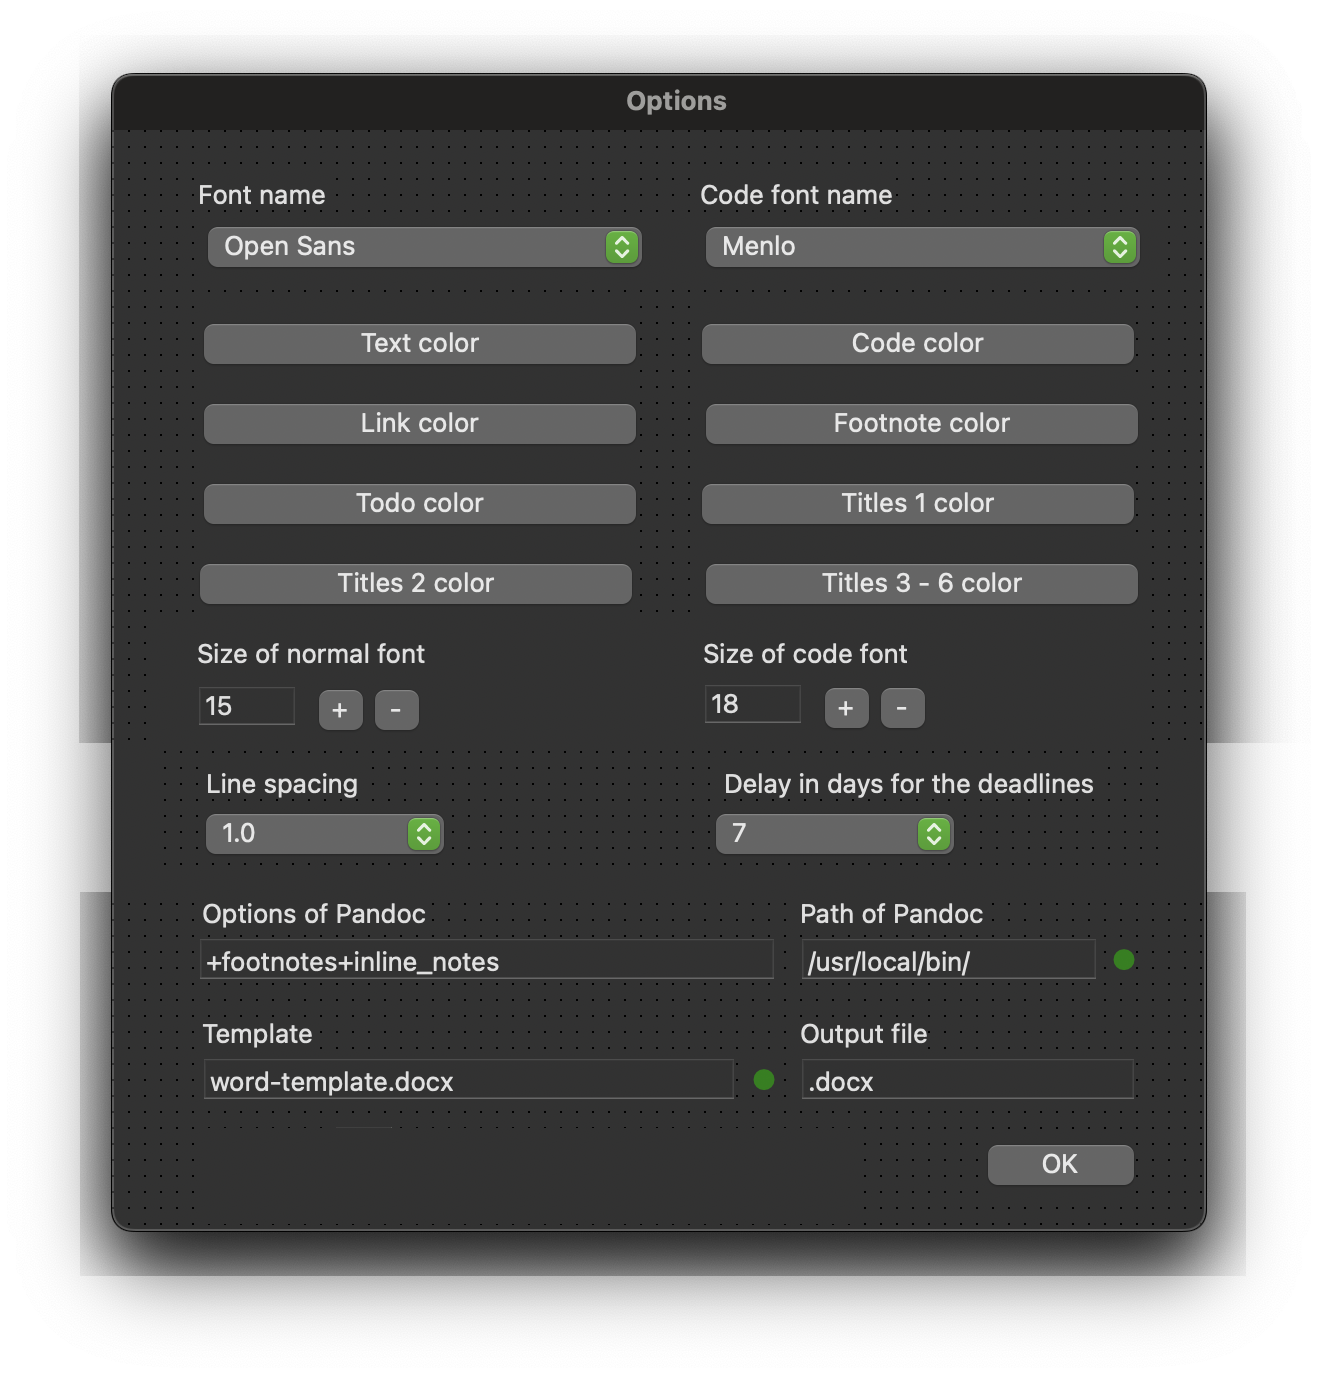 Options
Font name
Code font name
Open Sans
Menlo
Text color
Code color
Link color
Footnote color
Todo color
Titles 1 color
Titles 2 color
Titles 3 - 6 color
Size of normal font
Size of code font
15 + -
18 + -
Line spacing
Delay in days for the deadlines
1.0
7
Options of Pandoc
Path of Pandoc
+footnotes+inline_notes
/usr/local/bin/
Template
Output file
word-template.docx
.docx
OK